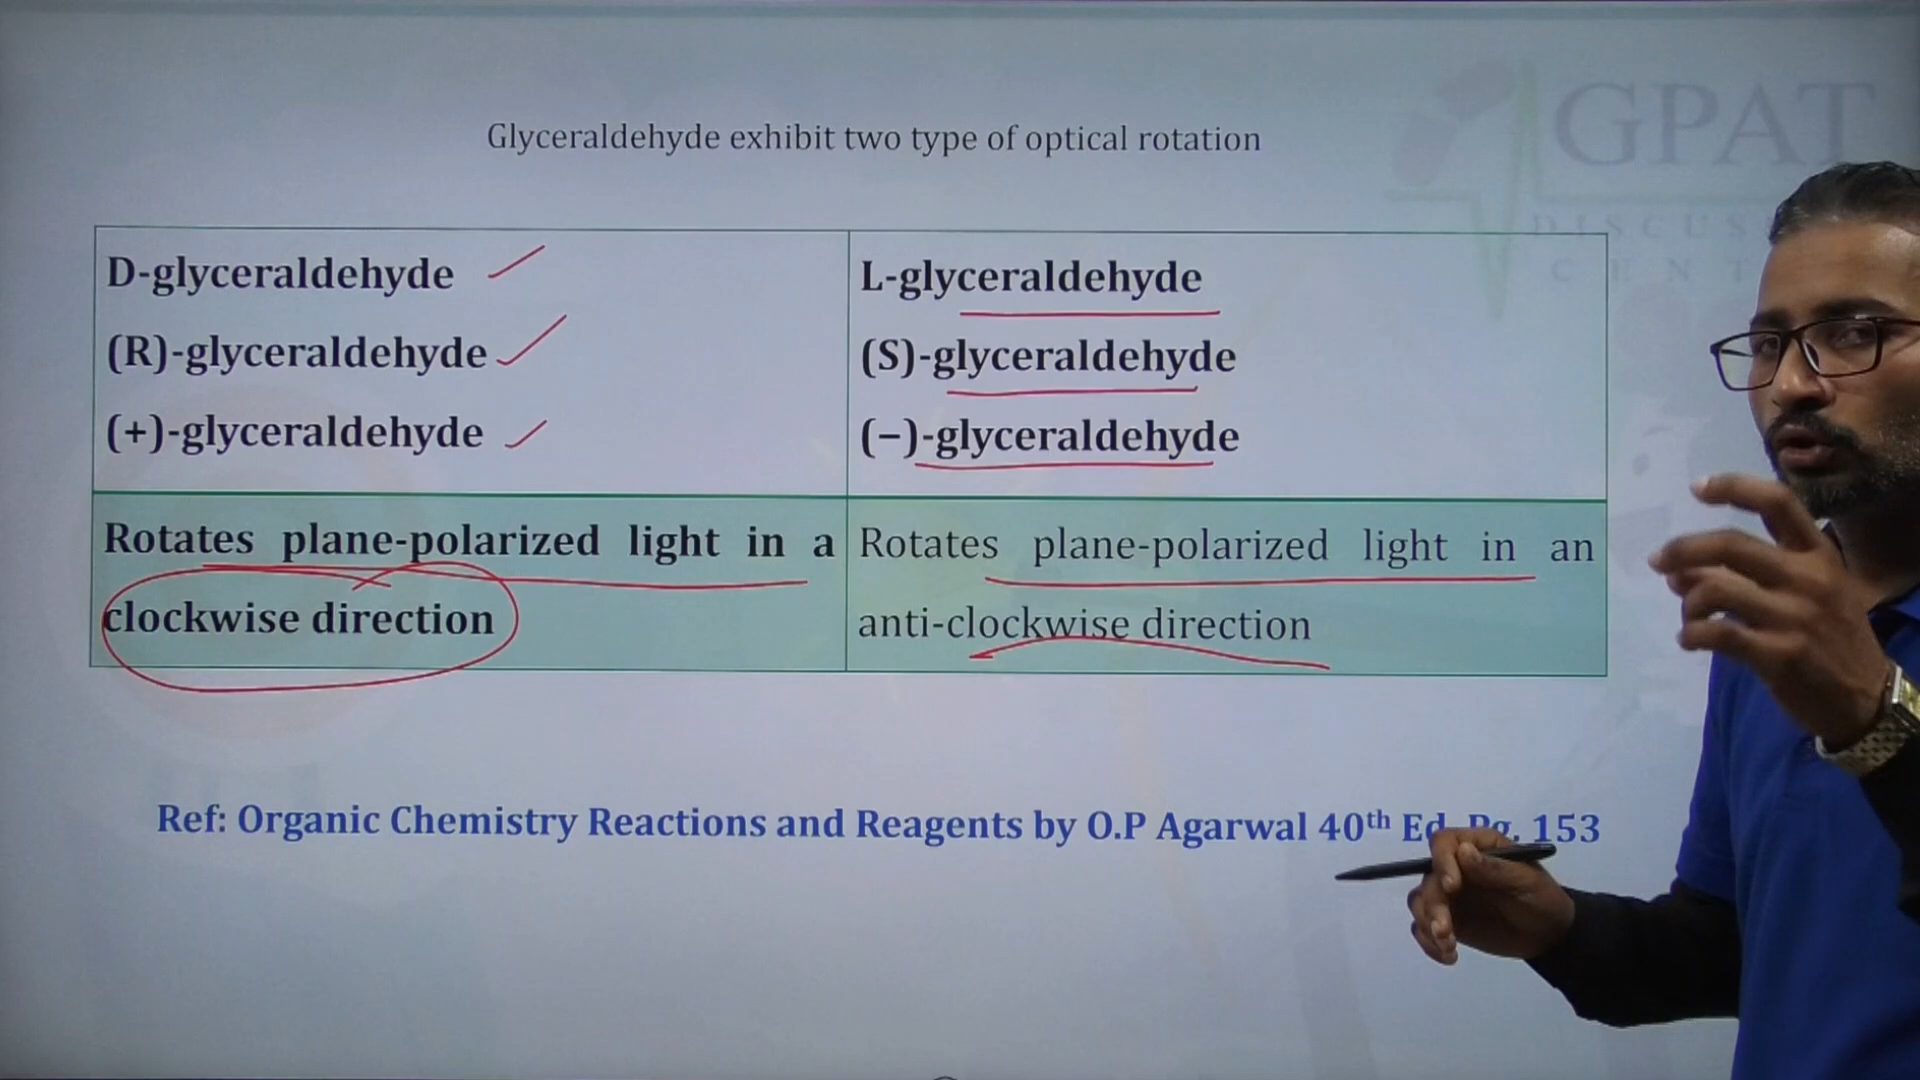 GPAT
DISCUS
CENT
Glyceraldehyde exhibit two type of optical rotation
D-glyceraldehyde
(R)-glyceraldehyde
(+)-glyceraldehyde
L-glyceraldehyde
(S)-glyceraldehyde
(−)-glyceraldehyde
Rotates plane-polarized light in a
clockwise direction
Rotates plane-polarized light in an
anti-clockwise direction
Ref: Organic Chemistry Reactions and Reagents by O.P Agarwal 40th Ed. Pg. 153